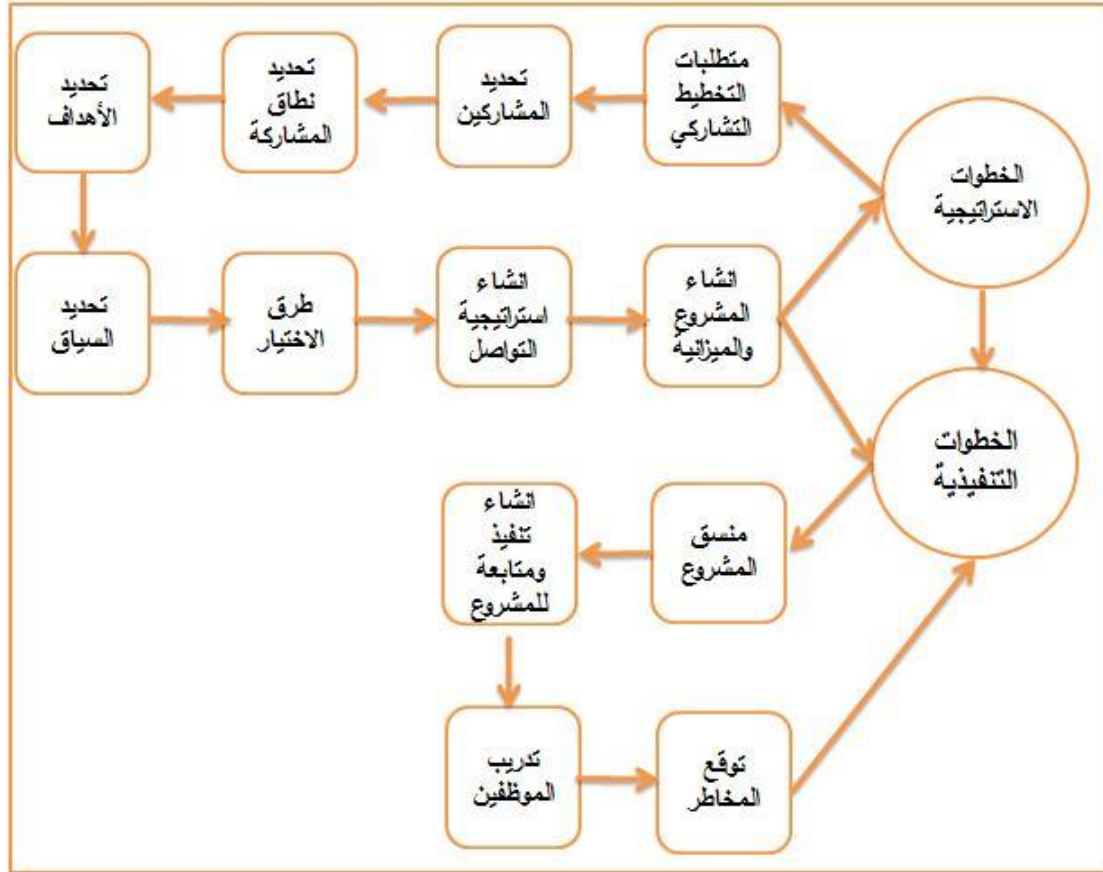 الخطوات
الاستراتيجية
متطلبات
التخطيط
التشاركي
تحديد
المشاركين
تحديد
نطاق
المشاركة
تحديد
الأهداف
تحديد
السياق
طرق
الاختيار
انشاء
استراتيجية
التواصل
انشاء
المشروع
والميزانية
الخطوات
التنفيذية
منسق
المشروع
انشاء
تنفيذ
ومتابعة
للمشروع
تدريب
الموظفين
توقع
المخاطر